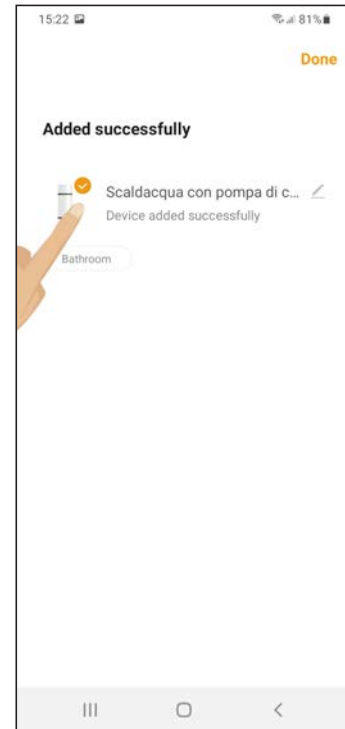 15:22 81%
Done
Added successfully
Scaldacqua con pompa di c...
Device added successfully
Bathroom